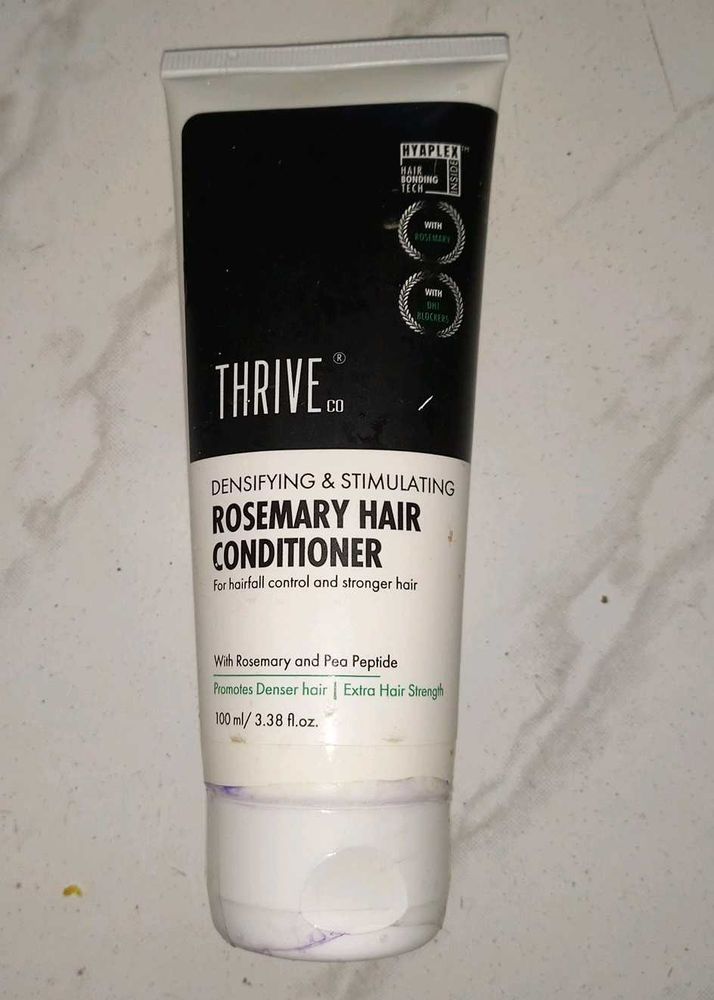 HYAPLEX™
HAIR
BONDING
TECH
INSIDE
WITH
ROSEMARY
WITH
DHT
BLOCKERS
THRIVE®
CO
DENSIFYING & STIMULATING
ROSEMARY HAIR
CONDITIONER
For hairfall control and stronger hair
With Rosemary and Pea Peptide
Promotes Denser hair | Extra Hair Strength
100 ml/ 3.38 fl.oz.